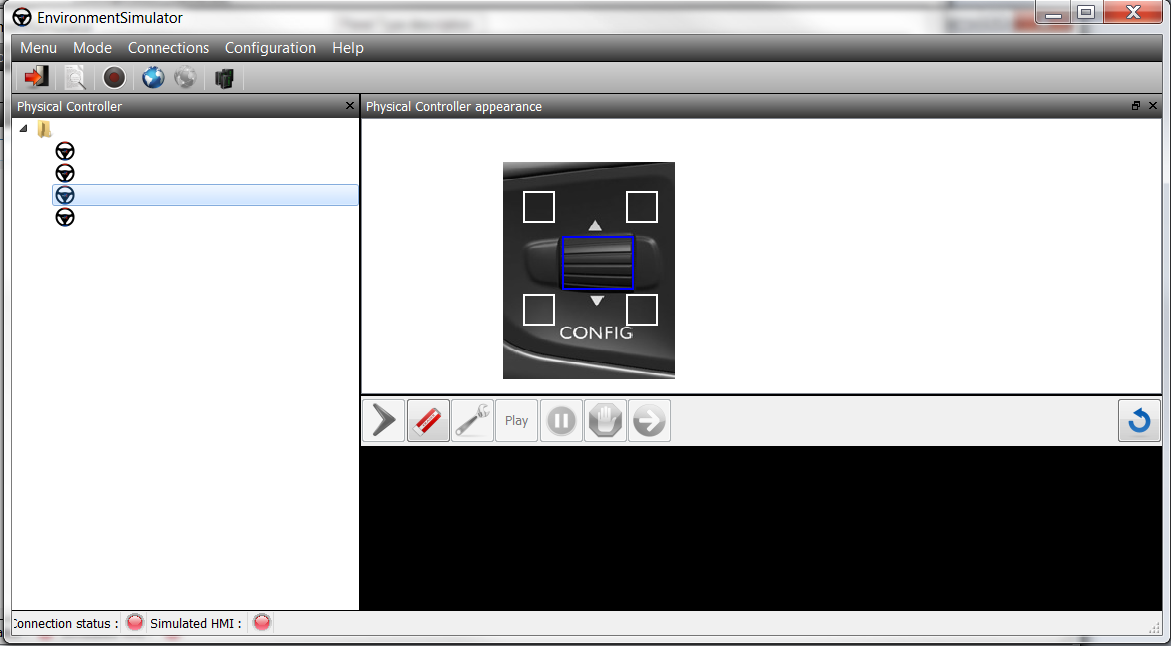 EnvironmentSimulator
Menu Mode Connections Configuration Help
Physical Controller
Physical Controller appearance
CONFIG
Play
Connection status : Simulated HMI :